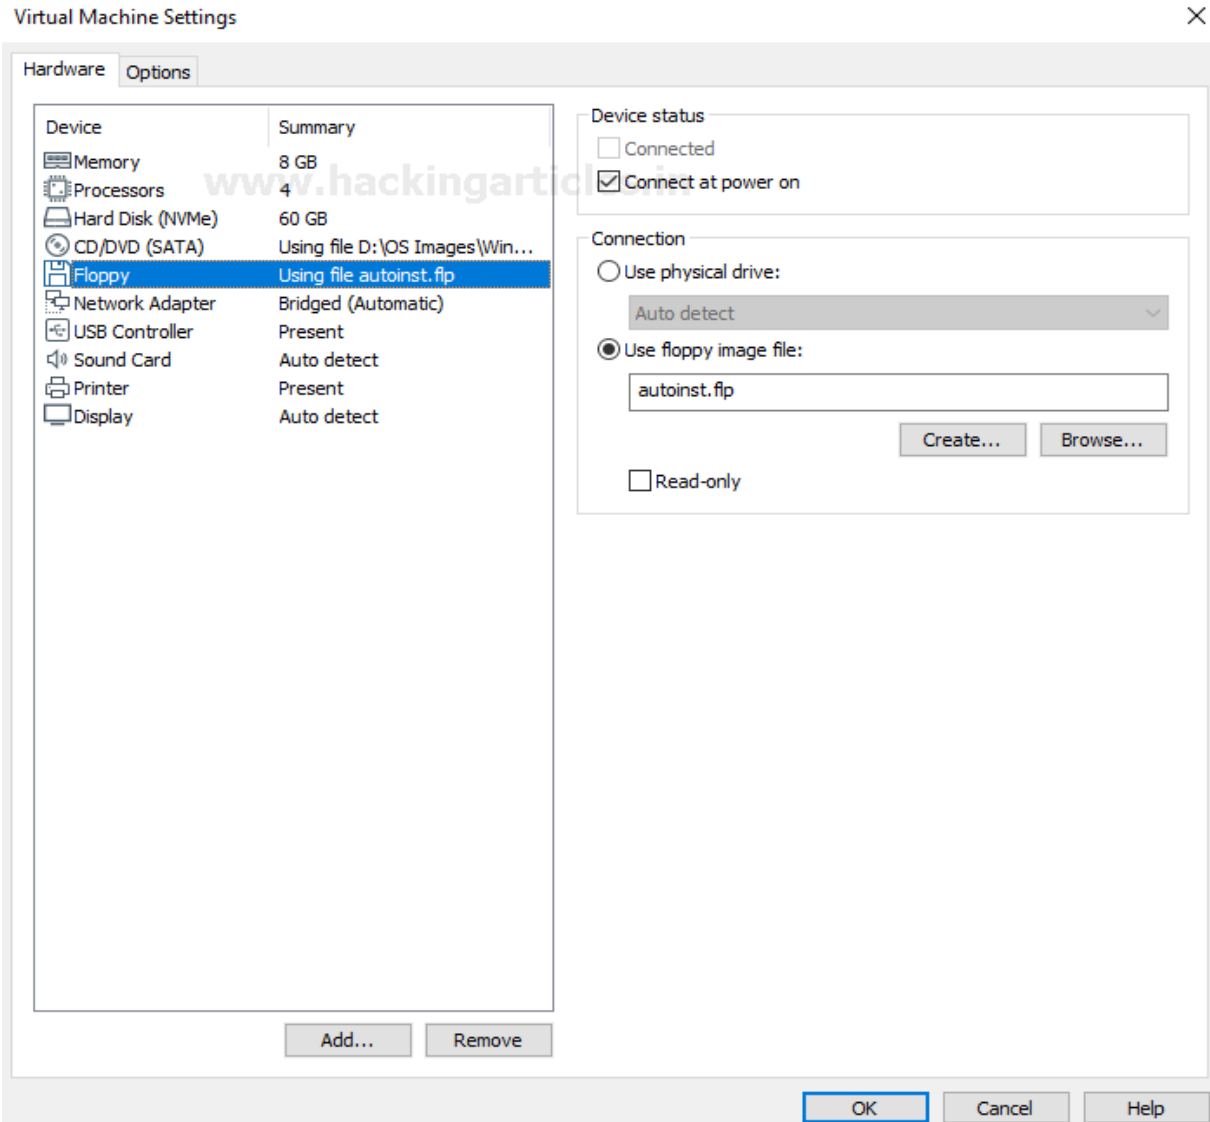 Virtual Machine Settings
Hardware
Options
Device Summary
Memory 8 GB
Processors 4
Hard Disk (NVMe) 60 GB
CD/DVD (SATA) Using file D:\OS Images\Win...
Floppy Using file autoinst.flp
Network Adapter Bridged (Automatic)
USB Controller Present
Sound Card Auto detect
Printer Present
Display Auto detect
www.hackingarticles.in
Add...
Remove
Device status
Connected
Connect at power on
Connection
Use physical drive:
Auto detect
Use floppy image file:
autoinst.flp
Create...
Browse...
Read-only
OK
Cancel
Help